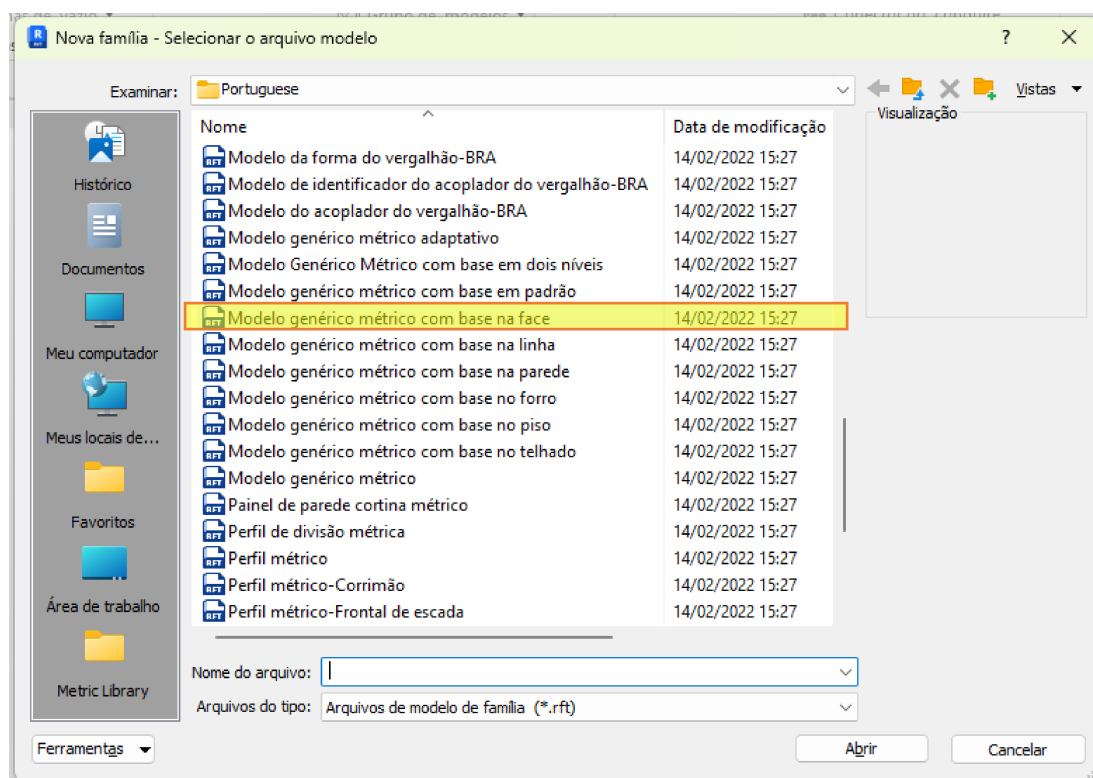 Nova família - Selecionar o arquivo modelo
?
Examinar:
Portuguese
Vistas
Visualização
Nome
Data de modificação
Modelo da forma do vergalhão-BRA 14/02/2022 15:27
Modelo de identificador do acoplador do vergalhão-BRA 14/02/2022 15:27
Modelo do acoplador do vergalhão-BRA 14/02/2022 15:27
Modelo genérico métrico adaptativo 14/02/2022 15:27
Modelo Genérico Métrico com base em dois níveis 14/02/2022 15:27
Modelo genérico métrico com base em padrão 14/02/2022 15:27
Modelo genérico métrico com base na face 14/02/2022 15:27
Modelo genérico métrico com base na linha 14/02/2022 15:27
Modelo genérico métrico com base na parede 14/02/2022 15:27
Modelo genérico métrico com base no forro 14/02/2022 15:27
Modelo genérico métrico com base no piso 14/02/2022 15:27
Modelo genérico métrico com base no telhado 14/02/2022 15:27
Modelo genérico métrico 14/02/2022 15:27
Painel de parede cortina métrico 14/02/2022 15:27
Perfil de divisão métrica 14/02/2022 15:27
Perfil métrico 14/02/2022 15:27
Perfil métrico-Corrimão 14/02/2022 15:27
Perfil métrico-Frontal de escada 14/02/2022 15:27
Histórico
Documentos
Meu computador
Meus locais de...
Favoritos
Área de trabalho
Metric Library
Nome do arquivo:
Arquivos do tipo: Arquivos de modelo de família (*.rft)
Ferramentas
Abrir
Cancelar